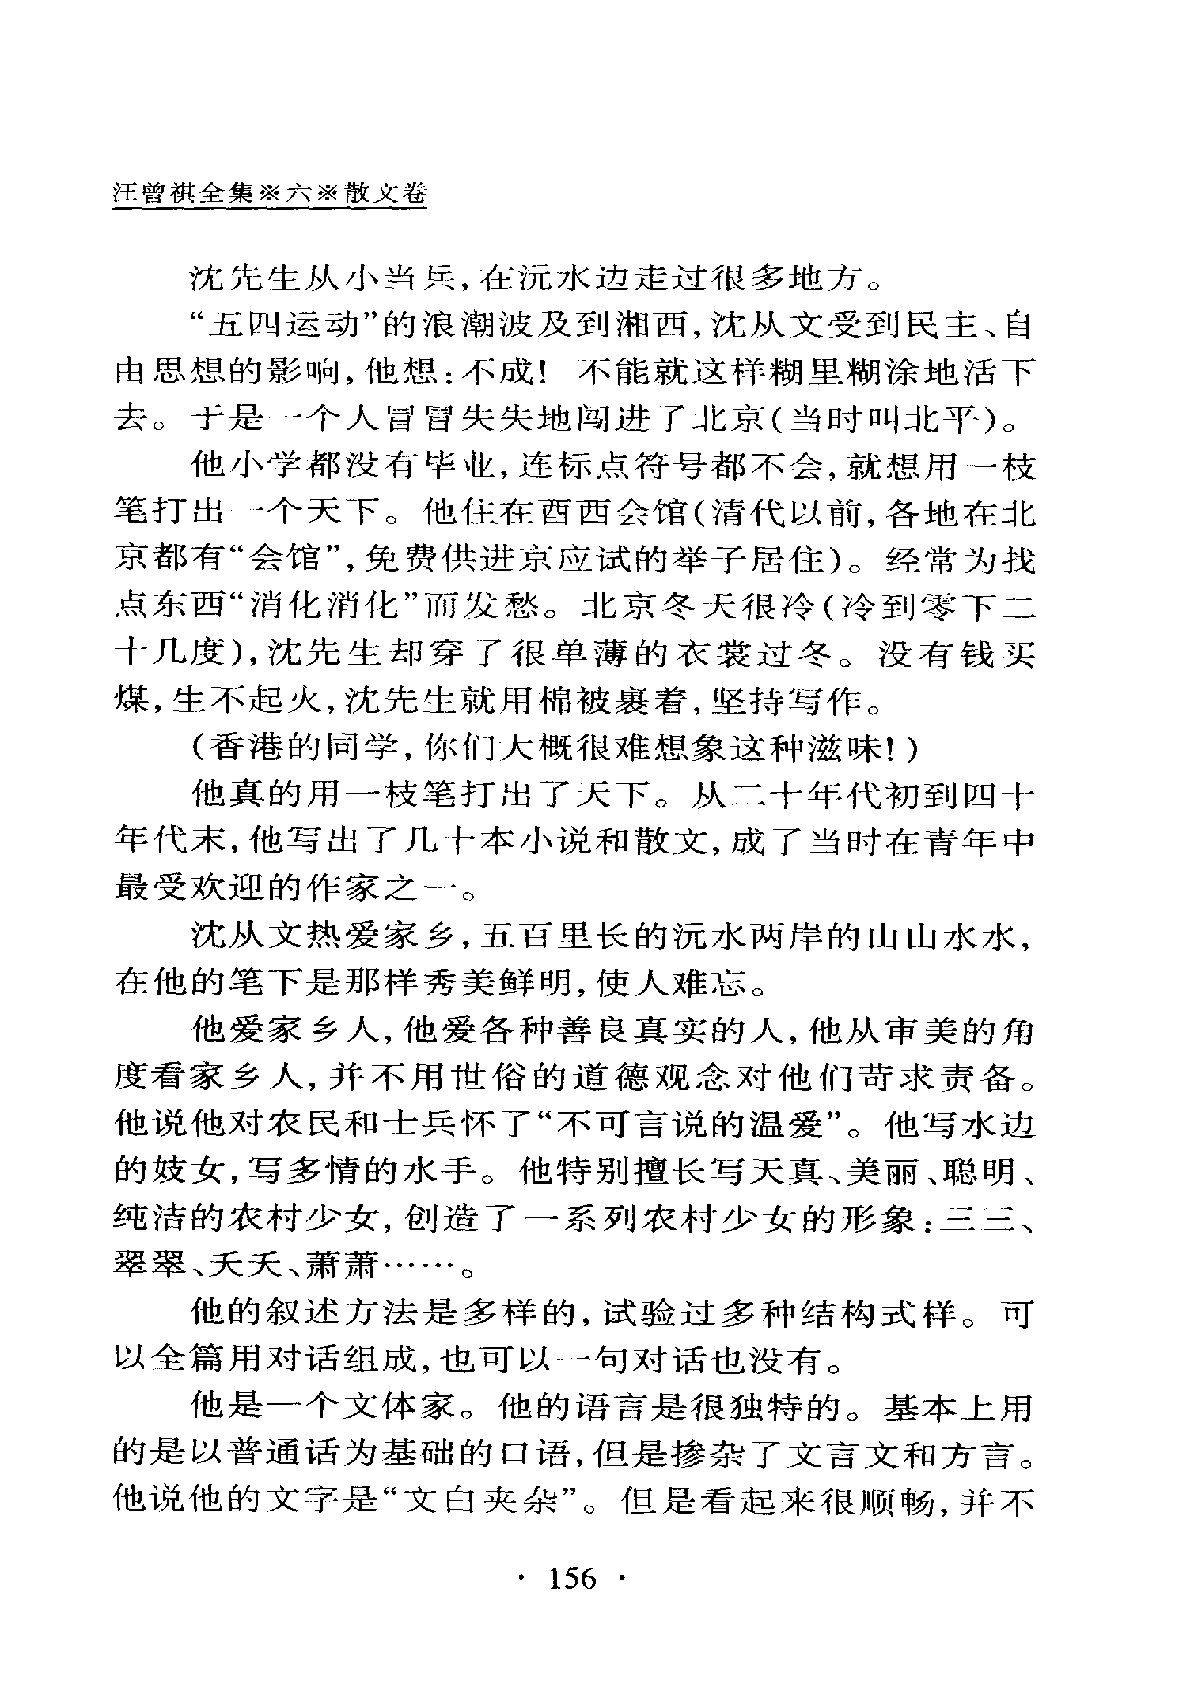 汪曾祺全集※六※散文卷
沈先生从小当兵,在沅水边走过很多地方。
“五四运动”的浪潮波及到湘西,沈从文受到民主、自
由思想的影响,他想:不成! 不能就这样糊里糊涂地活下
去。于是一个人冒冒失失地闯进了北京(当时叫北平)。
他小学都没有毕业,连标点符号都不会,就想用一枝
笔打出一个天下。他住在酉西会馆(清代以前,各地在北
京都有“会馆”,免费供进京应试的举子居住)。经常为找
点东西“消化消化”而发愁。北京冬天很冷(冷到零下二
十几度),沈先生却穿了很单薄的衣裳过冬。没有钱买
煤,生不起火,沈先生就用棉被裹着,坚持写作。
(香港的同学,你们大概很难想象这种滋味!)
他真的用一枝笔打出了天下。从二十年代初到四十
年代末,他写出了几十本小说和散文,成了当时在青年中
最受欢迎的作家之一。
沈从文热爱家乡,五百里长的沅水两岸的山山水水,
在他的笔下是那样秀美鲜明,使人难忘。
他爱家乡人,他爱各种善良真实的人,他从审美的角
度看家乡人,并不用世俗的道德观念对他们苛求责备。
他说他对农民和士兵怀了“不可言说的温爱”。他写水边
的妓女,写多情的水手。他特别擅长写天真、美丽、聪明、
纯洁的农村少女,创造了一系列农村少女的形象:三三、
翠翠、夭夭、萧萧……。
他的叙述方法是多样的,试验过多种结构式样。可
以全篇用对话组成,也可以一句对话也没有。
他是一个文体家。他的语言是很独特的。基本上用
的是以普通话为基础的口语,但是掺杂了文言文和方言。
他说他的文字是“文白夹杂”。但是看起来很顺畅,并不
· 156 ·